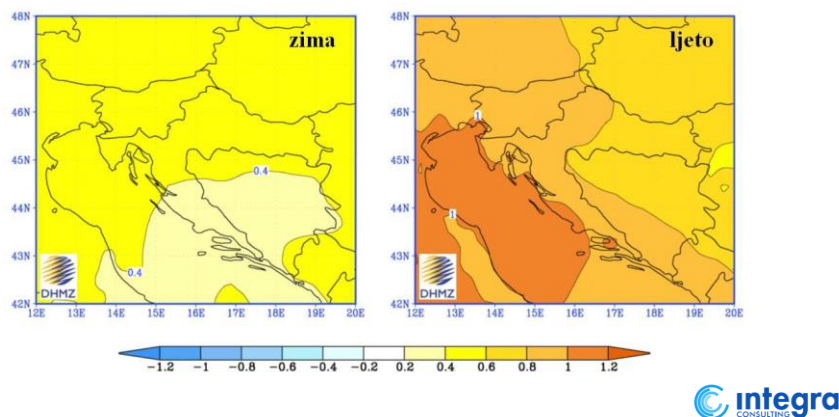 48N
47N
46N
45N
44N
43N
42N
12E 13E 14E 15E 16E 17E 18E 19E 20E
zima
0.4
0.4
DHMZ
48N
47N
46N
45N
44N
43N
42N
12E 13E 14E 15E 16E 17E 18E 19E 20E
ljeto
1
1
DHMZ
-1.2 -1 -0.8 -0.6 -0.4 -0.2 0.2 0.4 0.6 0.8 1 1.2
integra
CONSULTING